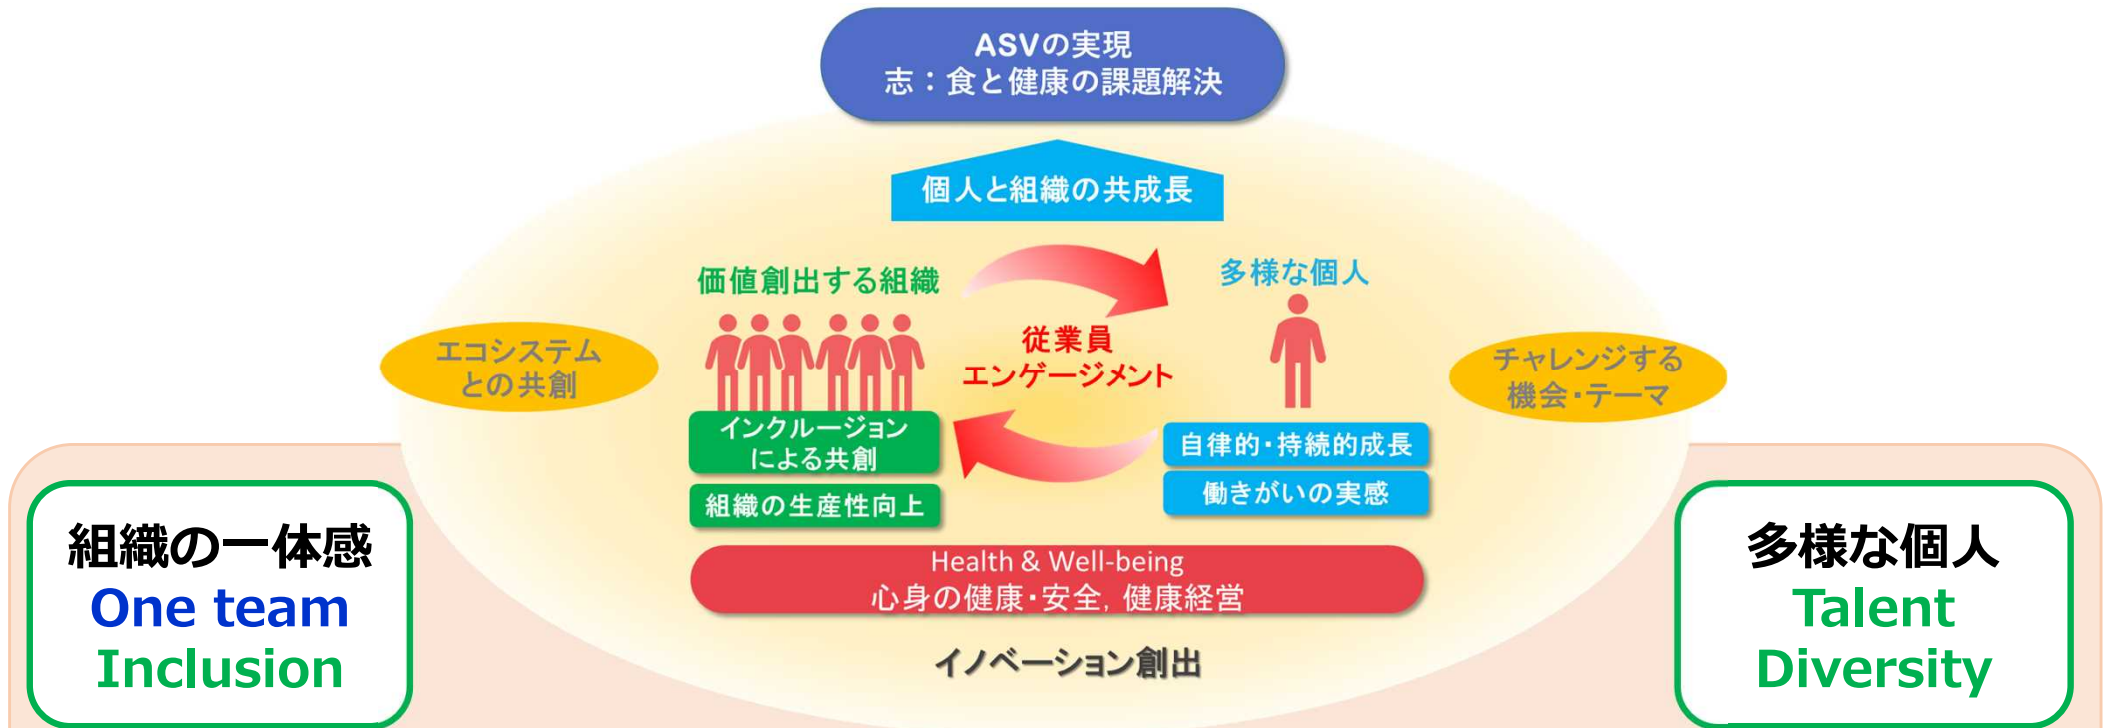 ASVの実現
志：食と健康の課題解決
個人と組織の共成長
価値創出する組織
多様な個人
従業員
エンゲージメント
エコシステム
との共創
チャレンジする
機会・テーマ
インクルージョン
による共創
組織の生産性向上
自律的・持続的成長
働きがいの実感
組織の一体感
One team
Inclusion
Health & Well-being
心身の健康・安全, 健康経営
イノベーション創出
多様な個人
Talent
Diversity